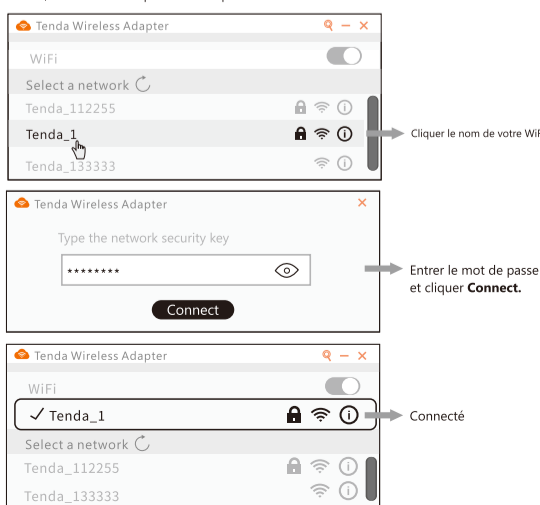 Tenda Wireless Adapter
WiFi
Select a network
Tenda_112255
Tenda_1
Cliquer le nom de votre
Tenda_133333
Tenda Wireless Adapter
Type the network security key
********
Entrer le mot de passe
et cliquer Connect.
Connect
Tenda Wireless Adapter
WiFi
✓ Tenda_1
Connecté
Select a network
Tenda_112255
Tenda_133333